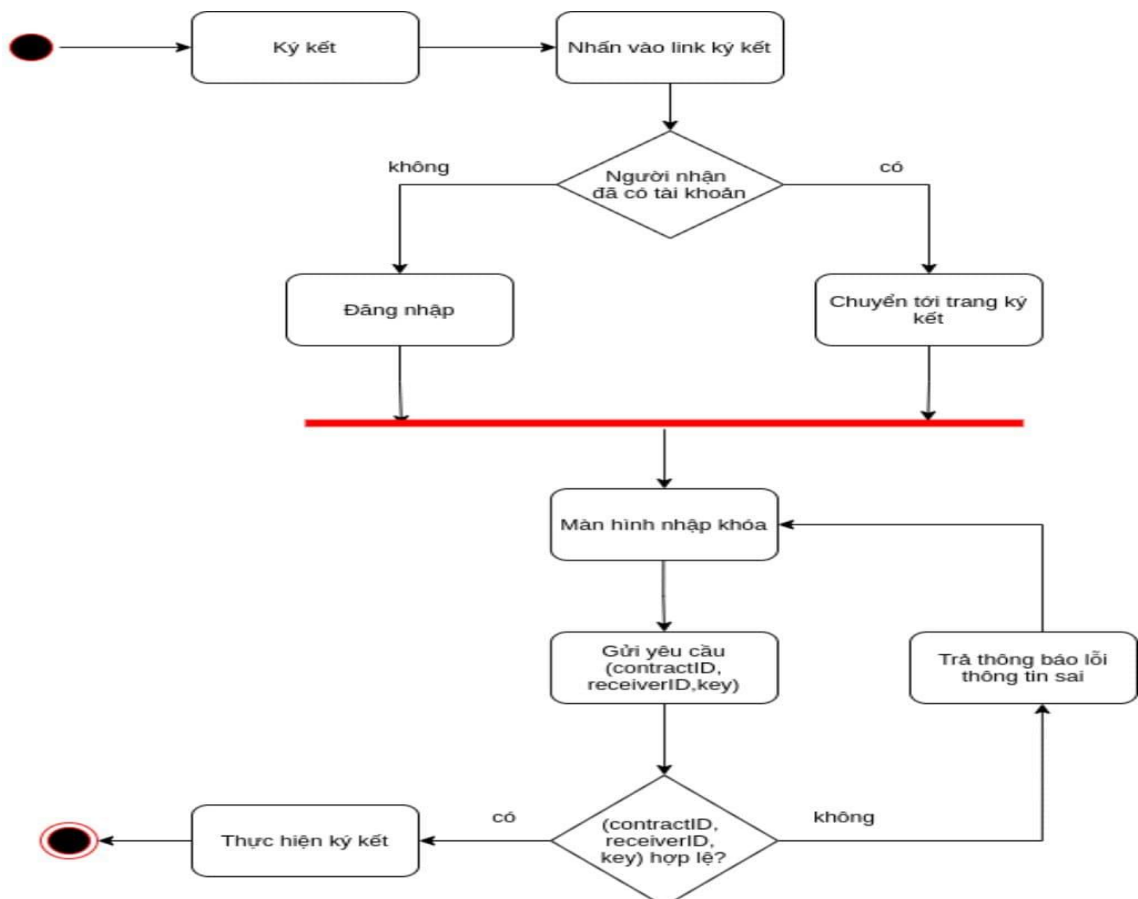 Ký kết
Nhấn vào link ký kết
không
có
Người nhận
đã có tài khoản
Đăng nhập
Chuyển tới trang ký
kết
Màn hình nhập khóa
Gửi yêu cầu
(contractID,
receiverID,key)
Trả thông báo lỗi
thông tin sai
Thực hiện ký kết
có
(contractID,
receiverID,
key) hợp lệ?
không